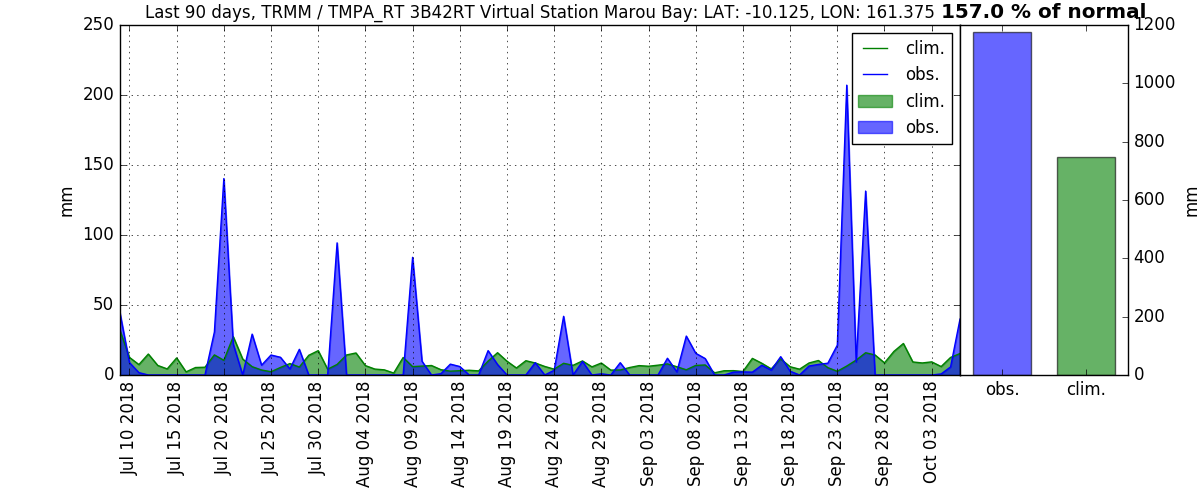 Last 90 days, TRMM / TMPA_RT 3B42RT Virtual Station Marou Bay: LAT: -10.125, LON: 161.375 157.0 % of normal
250
200
150
100
50
0
mm
clim.
obs.
clim.
obs.
1200
1000
800
600
400
200
0
mm
Jul 10 2018
Jul 15 2018
Jul 20 2018
Jul 25 2018
Jul 30 2018
Aug 04 2018
Aug 09 2018
Aug 14 2018
Aug 19 2018
Aug 24 2018
Aug 29 2018
Sep 03 2018
Sep 08 2018
Sep 13 2018
Sep 18 2018
Sep 23 2018
Sep 28 2018
Oct 03 2018
obs.
clim.